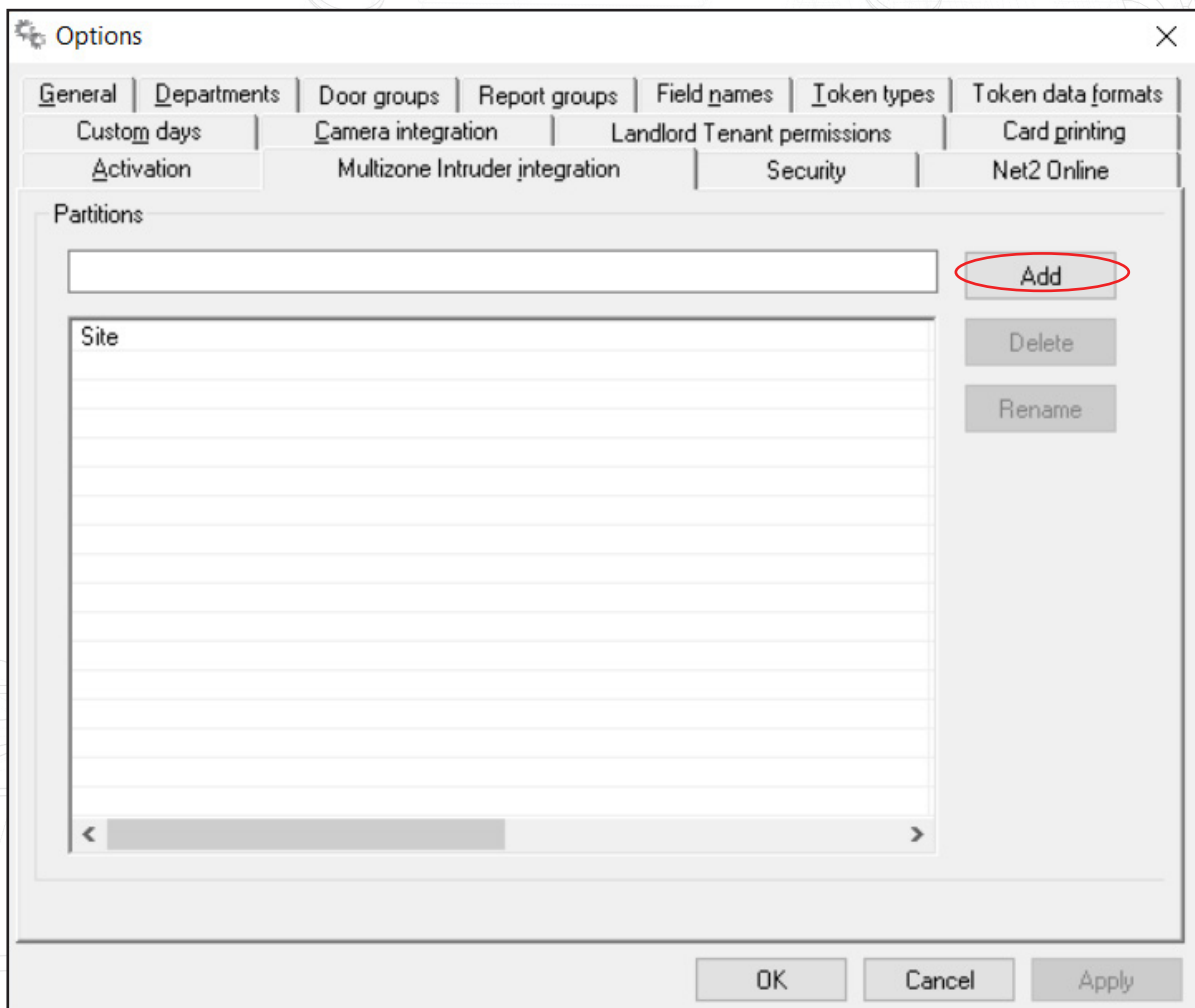 Options
General Departments Door groups Report groups Field names Token types Token data formats
Custom days Camera integration Landlord Tenant permissions Card printing
Activation Multizone Intruder integration Security Net2 Online
Partitions
Add
Site
Delete
Rename
OK Cancel Apply